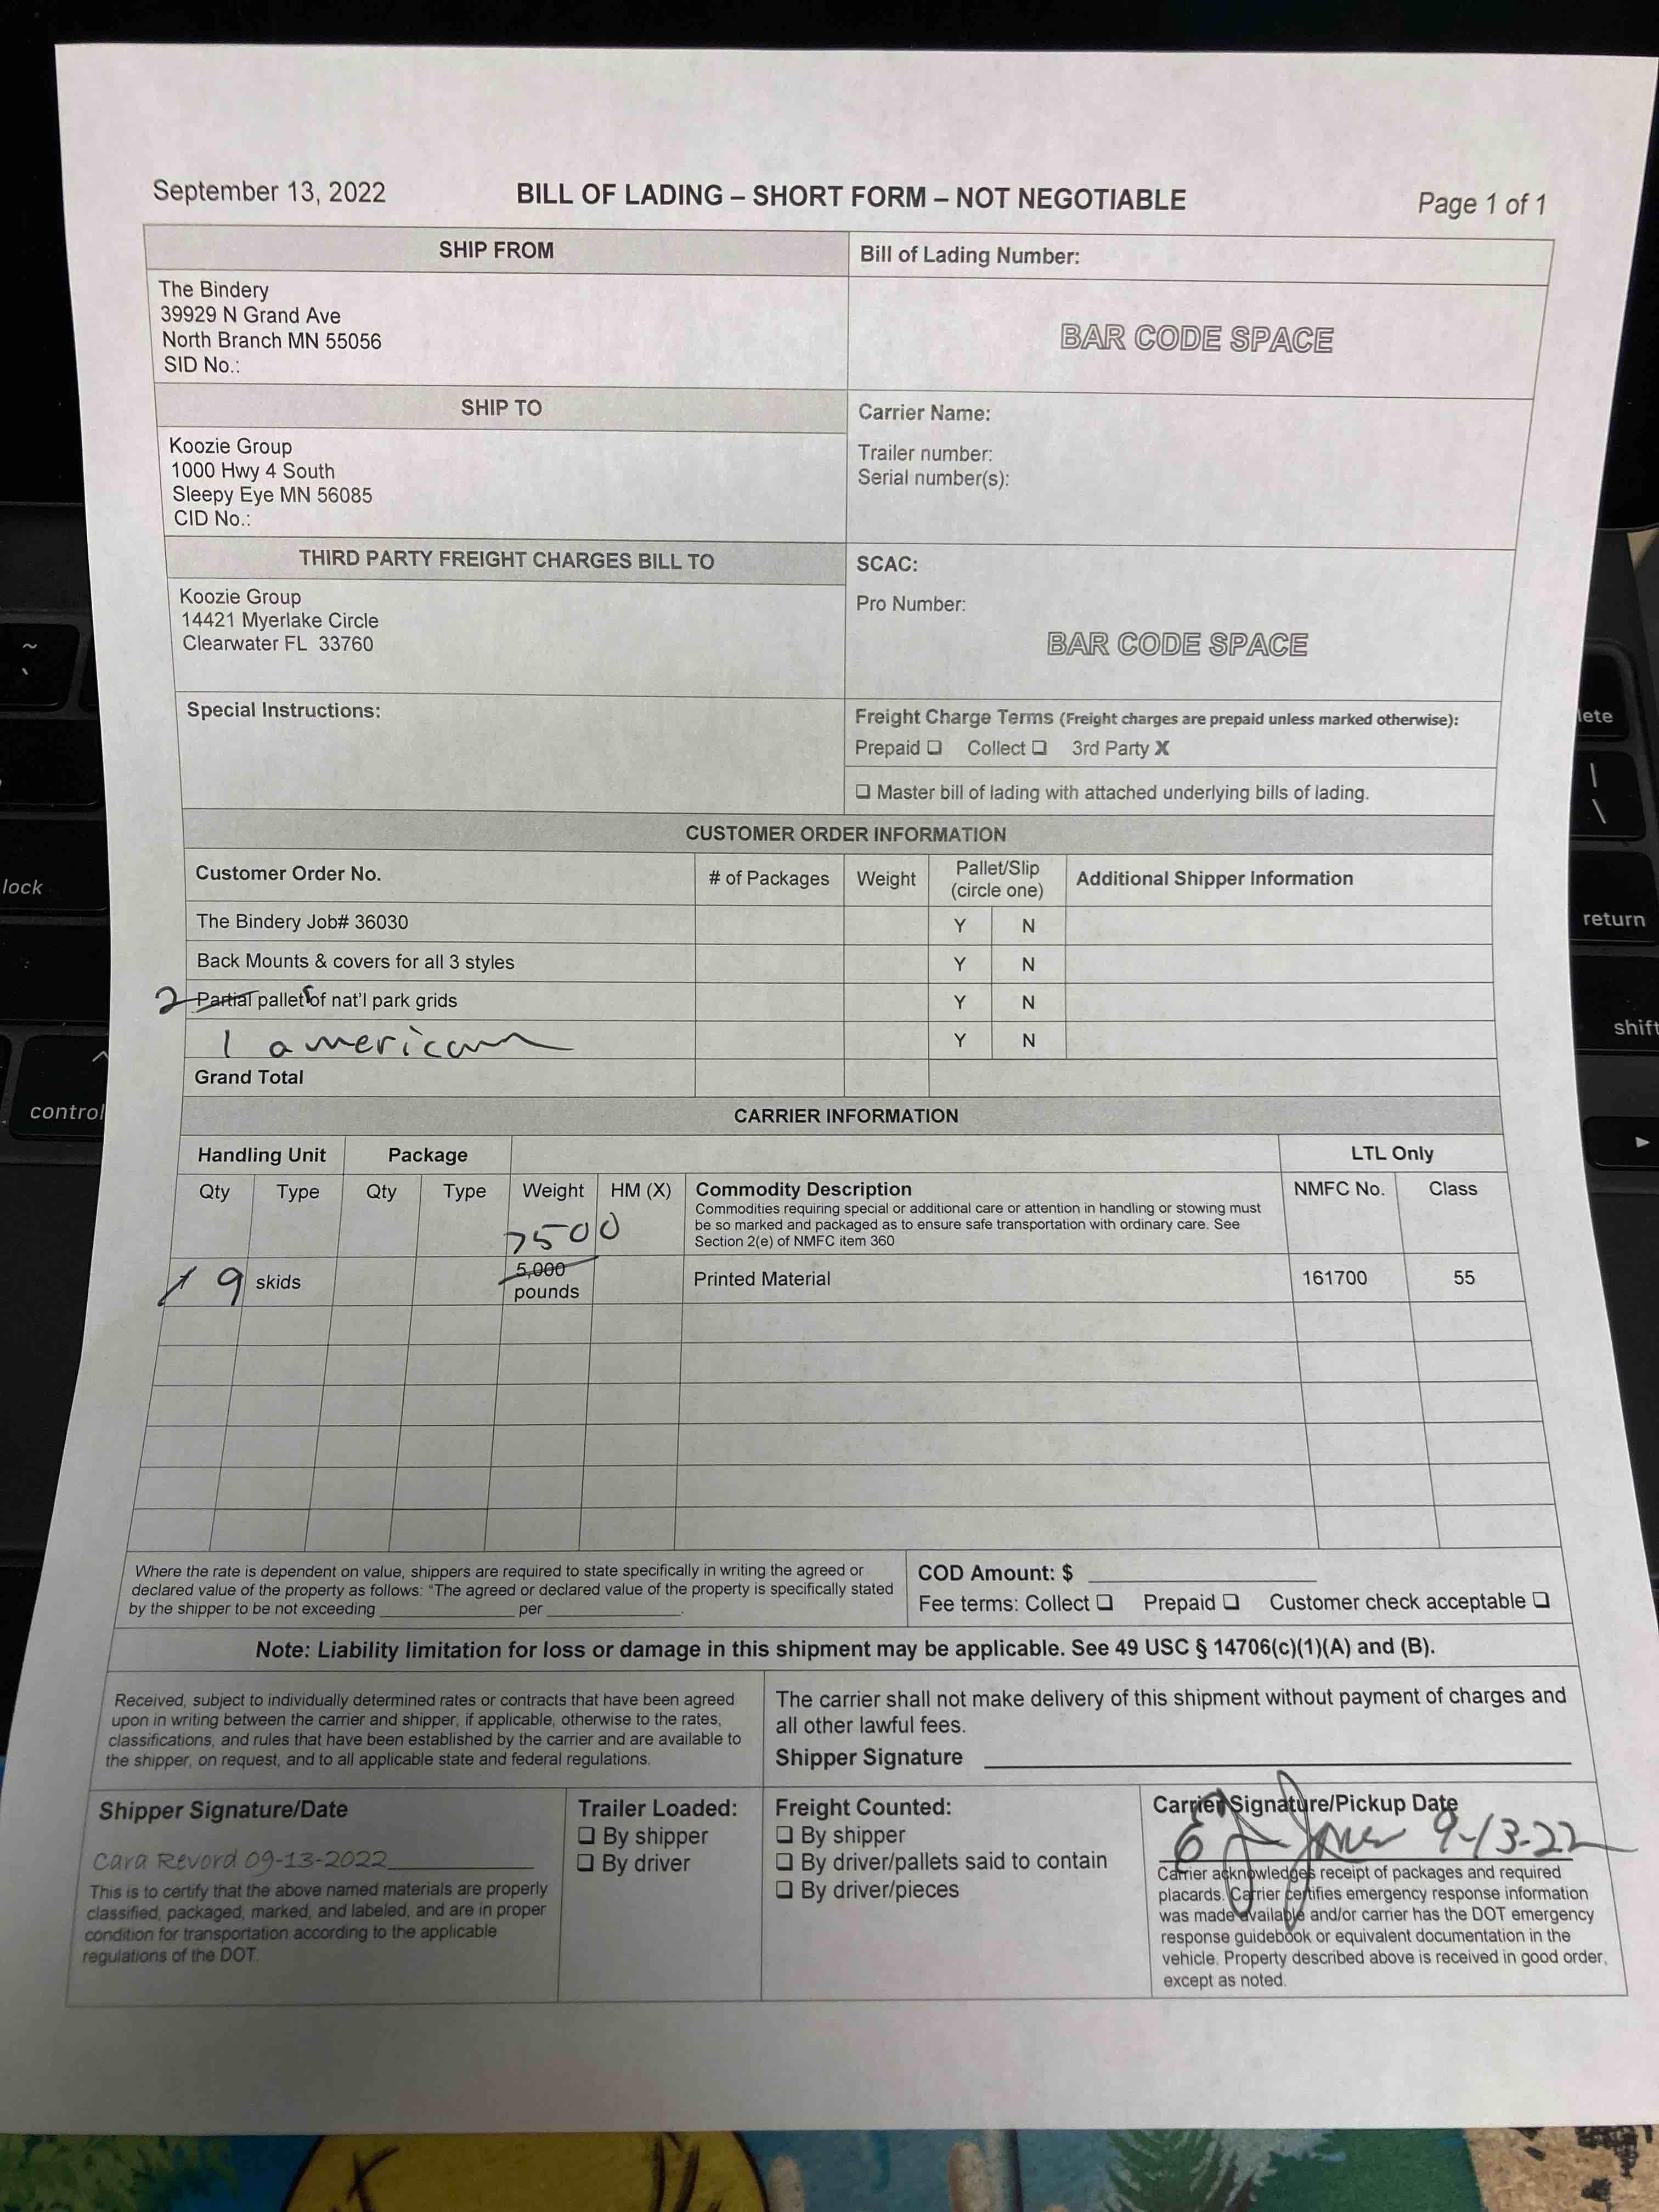 September 13, 2022 BILL OF LADING – SHORT FORM – NOT NEGOTIABLE Page 1 of 1
SHIP FROM
The Bindery
39929 N Grand Ave
North Branch MN 55056
SID No.:
Bill of Lading Number:
BAR CODE SPACE
SHIP TO
Koozie Group
1000 Hwy 4 South
Sleepy Eye MN 56085
CID No.:
Carrier Name:
Trailer number:
Serial number(s):
THIRD PARTY FREIGHT CHARGES BILL TO
Koozie Group
14421 Myerlake Circle
Clearwater FL 33760
SCAC:
Pro Number:
BAR CODE SPACE
Special Instructions:
Freight Charge Terms (Freight charges are prepaid unless marked otherwise):
Prepaid ❑ Collect ❑ 3rd Party X
❑ Master bill of lading with attached underlying bills of lading.
CUSTOMER ORDER INFORMATION
Customer Order No. # of Packages Weight Pallet/Slip (circle one) Additional Shipper Information
The Bindery Job# 36030 Y N
Back Mounts & covers for all 3 styles Y N
2 Partial pallets of nat'l park grids Y N
1 american Y N
Grand Total
CARRIER INFORMATION
Handling Unit Package LTL Only
Qty Type Qty Type Weight HM (X) Commodity Description NMFC No. Class
Commodities requiring special or additional care or attention in handling or stowing must
be so marked and packaged as to ensure safe transportation with ordinary care. See
Section 2(e) of NMFC item 360
7500
9 skids 5,000 pounds Printed Material 161700 55
Where the rate is dependent on value, shippers are required to state specifically in writing the agreed or
declared value of the property as follows: "The agreed or declared value of the property is specifically stated
by the shipper to be not exceeding ______ per ______.
COD Amount: $
Fee terms: Collect ❑ Prepaid ❑ Customer check acceptable ❑
Note: Liability limitation for loss or damage in this shipment may be applicable. See 49 USC § 14706(c)(1)(A) and (B).
Received, subject to individually determined rates or contracts that have been agreed
upon in writing between the carrier and shipper, if applicable, otherwise to the rates,
classifications, and rules that have been established by the carrier and are available to
the shipper, on request, and to all applicable state and federal regulations.
The carrier shall not make delivery of this shipment without payment of charges and
all other lawful fees.
Shipper Signature
Shipper Signature/Date
Cara Revord 09-13-2022
This is to certify that the above named materials are properly
classified, packaged, marked, and labeled, and are in proper
condition for transportation according to the applicable
regulations of the DOT.
Trailer Loaded:
❑ By shipper
❑ By driver
Freight Counted:
❑ By shipper
❑ By driver/pallets said to contain
❑ By driver/pieces
Carrier Signature/Pickup Date
9-13-22
Carrier acknowledges receipt of packages and required
placards. Carrier certifies emergency response information
was made available and/or carrier has the DOT emergency
response guidebook or equivalent documentation in the
vehicle. Property described above is received in good order,
except as noted.
~
`
lock
control
lete
|
\
return
shift